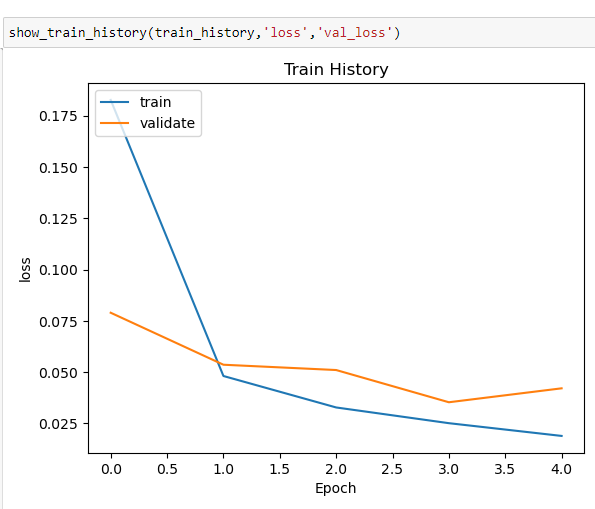 show_train_history(train_history,'loss','val_loss')
Train History
train
validate
0.175
0.150
0.125
0.100
0.075
0.050
0.025
loss
0.0 0.5 1.0 1.5 2.0 2.5 3.0 3.5 4.0
Epoch